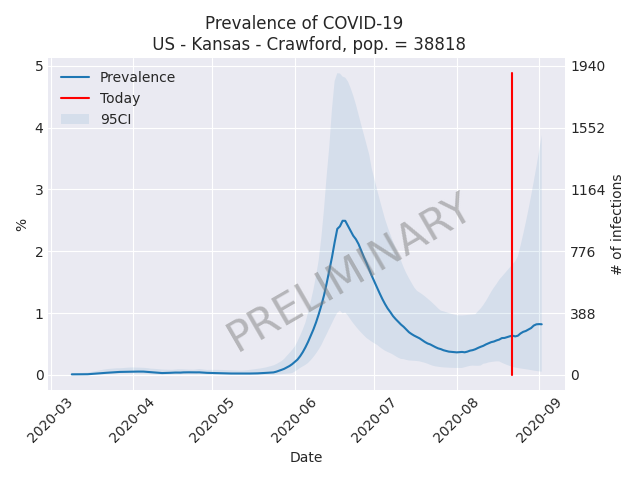 Prevalence of COVID-19
US - Kansas - Crawford, pop. = 38818
Prevalence
Today
95CI
PRELIMINARY
%
5
4
3
2
1
0
1940
1552
1164
776
388
0
# of infections
2020-03
2020-04
2020-05
2020-06
2020-07
2020-08
2020-09
Date